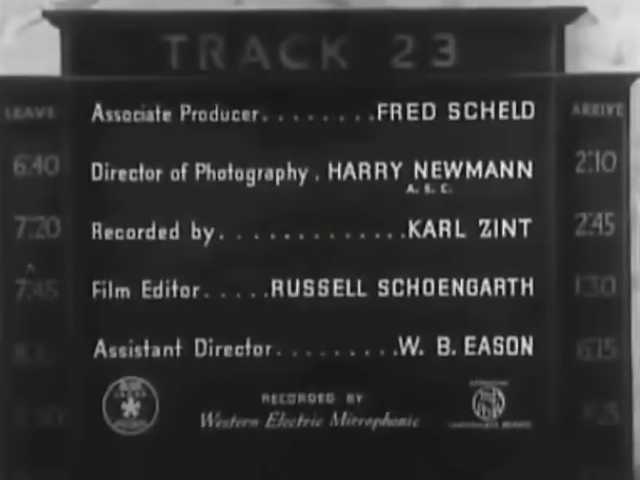 TRACK 23
LEAVE
ARRIVE
Associate Producer........FRED SCHELD
6:40
2:10
Director of Photography. HARRY NEWMANN
A. S. C.
7:20
2:45
Recorded by.............KARL ZINT
7:45
1:30
Film Editor.....RUSSELL SCHOENGARTH
6:15
Assistant Director.........W. B. EASON
RECORDED BY
Western Electric Mirrophonic